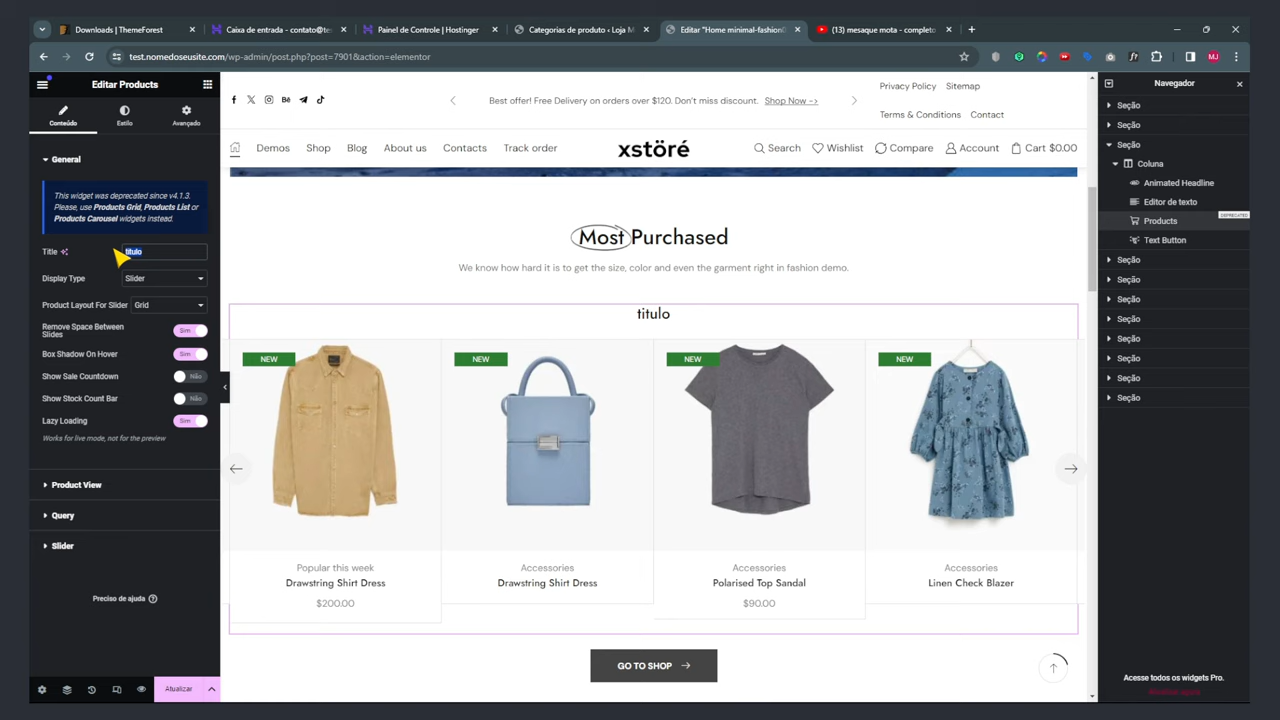 Downloads | ThemeForest
Caixa de entrada - contato@te
Painel de Controle | Hostinger
Categorias de produto ‹ Loja M
Editar "Home minimal-fashion
(13) mesaque mota - completo
test.nomedoseusite.com/wp-admin/post.php?post=7901&action=elementor
MJ
Editar Products
Conteúdo
Estilo
Avançado
General
This widget was deprecated since v4.1.3.
Please, use Products Grid, Products List or
Products Carousel widgets instead.
Title
titulo
Display Type
Slider
Product Layout For Slider
Grid
Remove Space Between
Slides
Sim
Box Shadow On Hover
Sim
Show Sale Countdown
Não
Show Stock Count Bar
Não
Lazy Loading
Sim
Works for live mode, not for the preview
Product View
Query
Slider
Preciso de ajuda
Atualizar
Best offer! Free Delivery on orders over $120. Don't miss discount. Shop Now ->
Privacy Policy
Sitemap
Terms & Conditions
Contact
Demos
Shop
Blog
About us
Contacts
Track order
xstöré
Search
Wishlist
Compare
Account
Cart $0.00
Most Purchased
We know how hard it is to get the size, color and even the garment right in fashion demo.
titulo
NEW
NEW
NEW
NEW
Popular this week
Drawstring Shirt Dress
$200.00
Accessories
Drawstring Shirt Dress
Accessories
Polarised Top Sandal
$90.00
Accessories
Linen Check Blazer
GO TO SHOP
Navegador
Seção
Seção
Seção
Coluna
Animated Headline
Editor de texto
Products
DEPRECATED
Text Button
Seção
Seção
Seção
Seção
Seção
Seção
Seção
Seção
Acesse todos os widgets Pro.